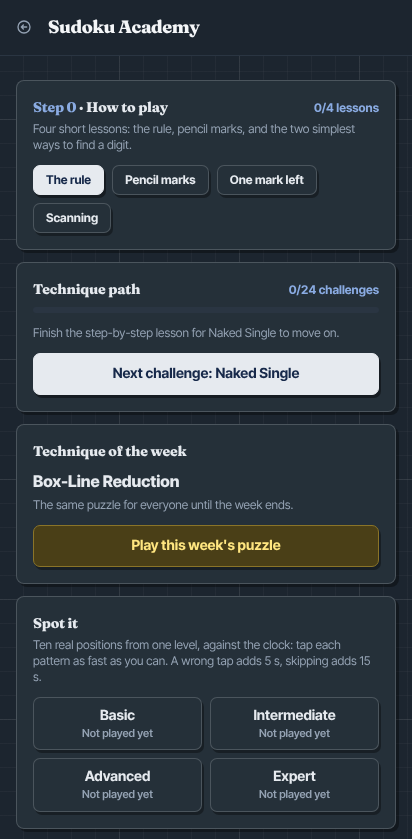 Sudoku Academy
Step 0 · How to play
0/4 lessons
Four short lessons: the rule, pencil marks, and the two simplest
ways to find a digit.
The rule
Pencil marks
One mark left
Scanning
Technique path
0/24 challenges
Finish the step-by-step lesson for Naked Single to move on.
Next challenge: Naked Single
Technique of the week
Box-Line Reduction
The same puzzle for everyone until the week ends.
Play this week's puzzle
Spot it
Ten real positions from one level, against the clock: tap each
pattern as fast as you can. A wrong tap adds 5 s, skipping adds 15
s.
Basic
Not played yet
Intermediate
Not played yet
Advanced
Not played yet
Expert
Not played yet